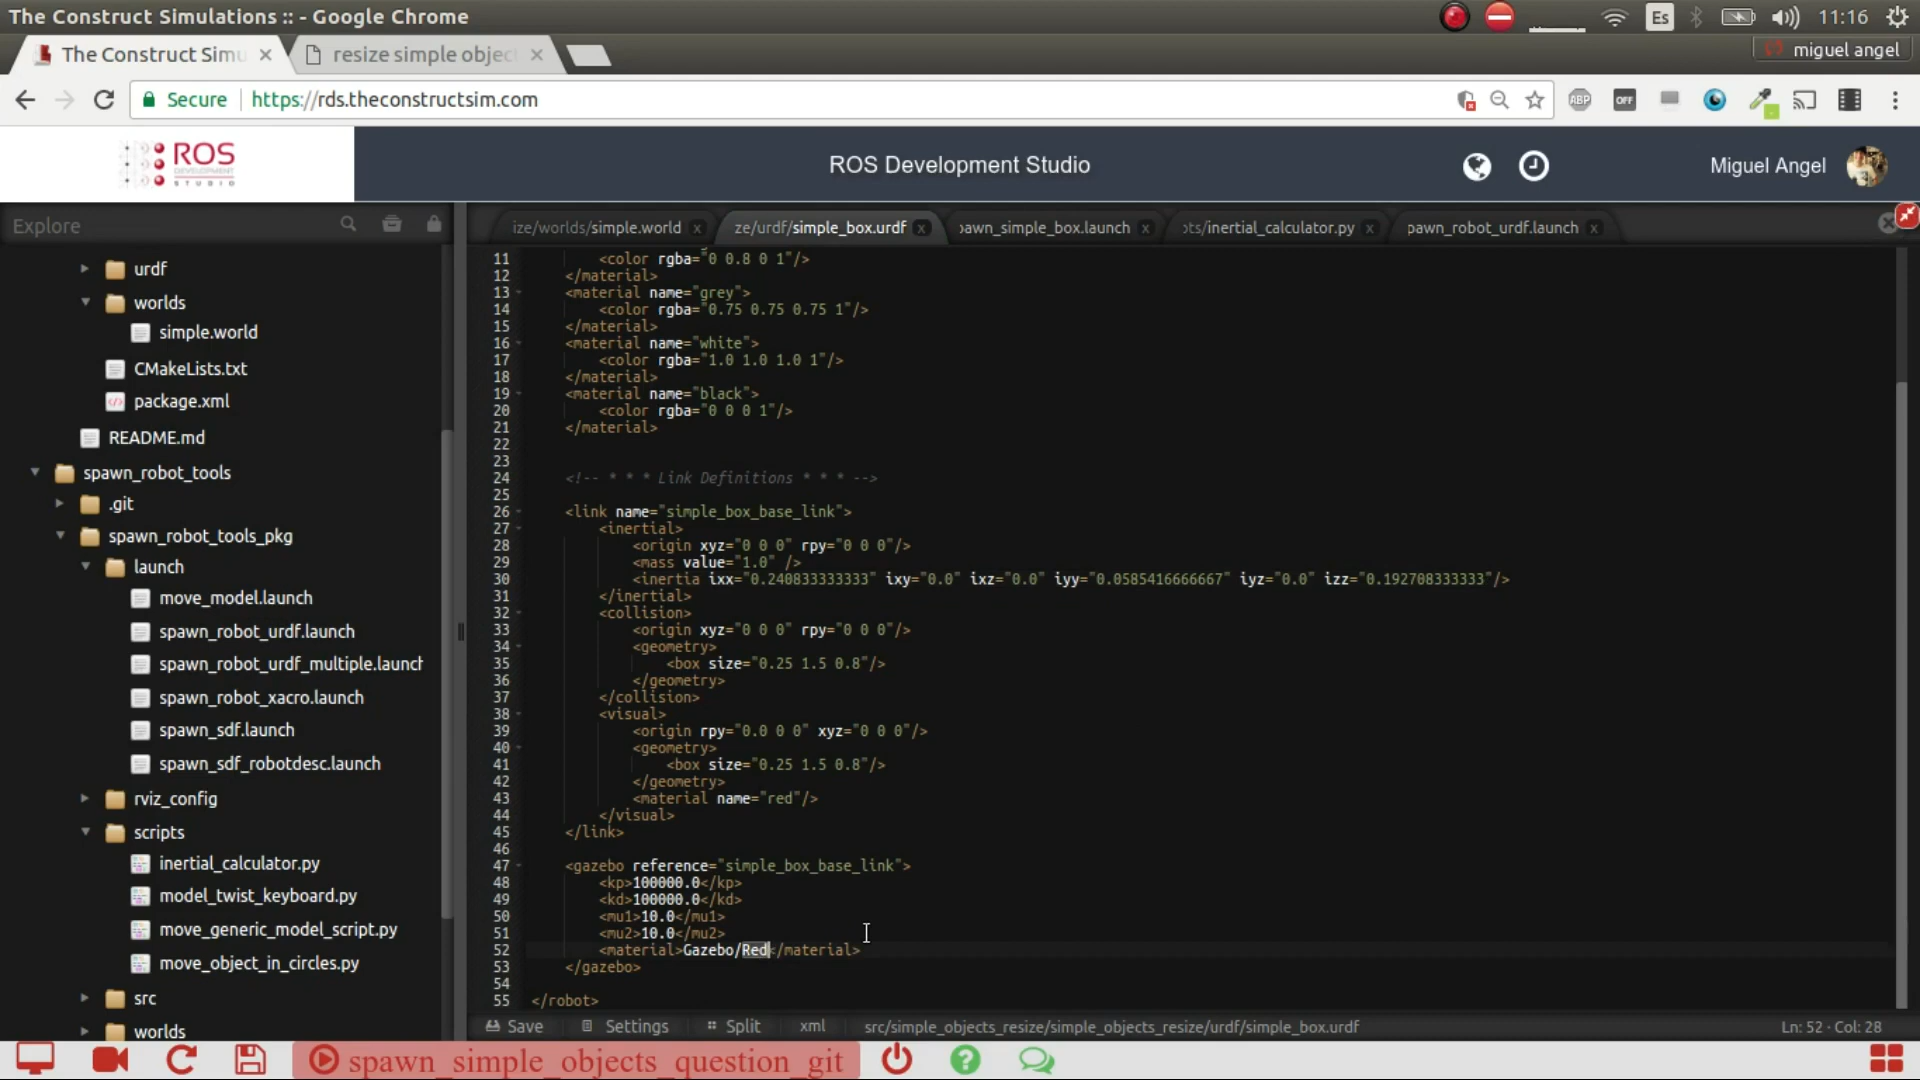 The Construct Simulations :: - Google Chrome
Es
11:16
The Construct Simu
resize simple objec
miguel angel
Secure
https://rds.theconstructsim.com
ABP
OFF
ROS
DEVELOPMENT
STUDIO
ROS Development Studio
Miguel Angel
Explore
ize/worlds/simple.world x
ze/urdf/simple_box.urdf x
pawn_simple_box.launch x
ots/inertial_calculator.py x
pawn_robot_urdf.launch x
urdf
worlds
simple.world
CMakeLists.txt
package.xml
README.md
spawn_robot_tools
.git
spawn_robot_tools_pkg
launch
move_model.launch
spawn_robot_urdf.launch
spawn_robot_urdf_multiple.launch
spawn_robot_xacro.launch
spawn_sdf.launch
spawn_sdf_robotdesc.launch
rviz_config
scripts
inertial_calculator.py
model_twist_keyboard.py
move_generic_model_script.py
move_object_in_circles.py
src
worlds
11 <color rgba="0 0.8 0 1"/>
12 </material>
13 <material name="grey">
14 <color rgba="0.75 0.75 0.75 1"/>
15 </material>
16 <material name="white">
17 <color rgba="1.0 1.0 1.0 1"/>
18 </material>
19 <material name="black">
20 <color rgba="0 0 0 1"/>
21 </material>
22
23
24 <!-- * * * Link Definitions * * * -->
25
26 <link name="simple_box_base_link">
27 <inertial>
28 <origin xyz="0 0 0" rpy="0 0 0"/>
29 <mass value="1.0" />
30 <inertia ixx="0.240833333333" ixy="0.0" ixz="0.0" iyy="0.0585416666667" iyz="0.0" izz="0.192708333333"/>
31 </inertial>
32 <collision>
33 <origin xyz="0 0 0" rpy="0 0 0"/>
34 <geometry>
35 <box size="0.25 1.5 0.8"/>
36 </geometry>
37 </collision>
38 <visual>
39 <origin rpy="0.0 0 0" xyz="0 0 0"/>
40 <geometry>
41 <box size="0.25 1.5 0.8"/>
42 </geometry>
43 <material name="red"/>
44 </visual>
45 </link>
46
47 <gazebo reference="simple_box_base_link">
48 <kp>100000.0</kp>
49 <kd>100000.0</kd>
50 <mu1>10.0</mu1>
51 <mu2>10.0</mu2>
52 <material>Gazebo/Red</material>
53 </gazebo>
54
55 </robot>
Save
Settings
Split
xml
src/simple_objects_resize/simple_objects_resize/urdf/simple_box.urdf
Ln: 52 · Col: 28
spawn_simple_objects_question_git